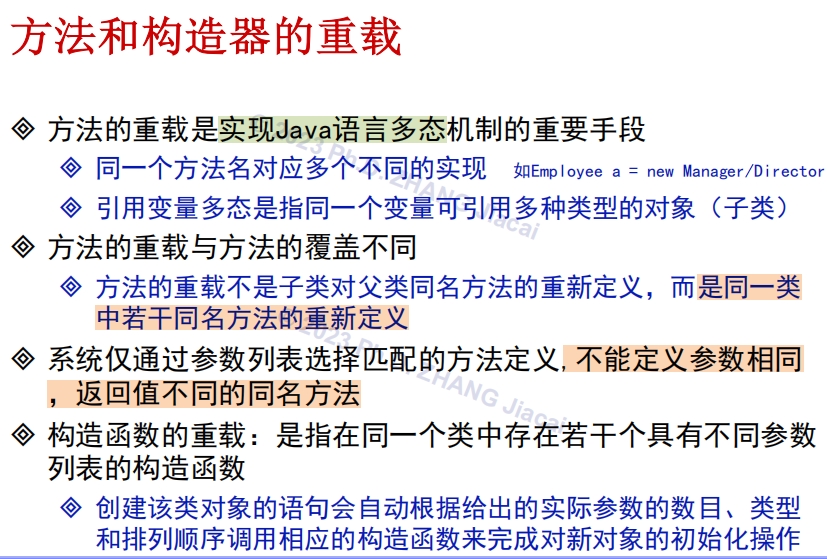 方法和构造器的重载
方法的重载是实现Java语言多态机制的重要手段
同一个方法名对应多个不同的实现 如Employee a = new Manager/Director
引用变量多态是指同一个变量可引用多种类型的对象（子类）
方法的重载与方法的覆盖不同
方法的重载不是子类对父类同名方法的重新定义，而是同一类
中若干同名方法的重新定义
系统仅通过参数列表选择匹配的方法定义,不能定义参数相同
，返回值不同的同名方法
构造函数的重载：是指在同一个类中存在若干个具有不同参数
列表的构造函数
创建该类对象的语句会自动根据给出的实际参数的数目、类型
和排列顺序调用相应的构造函数来完成对新对象的初始化操作